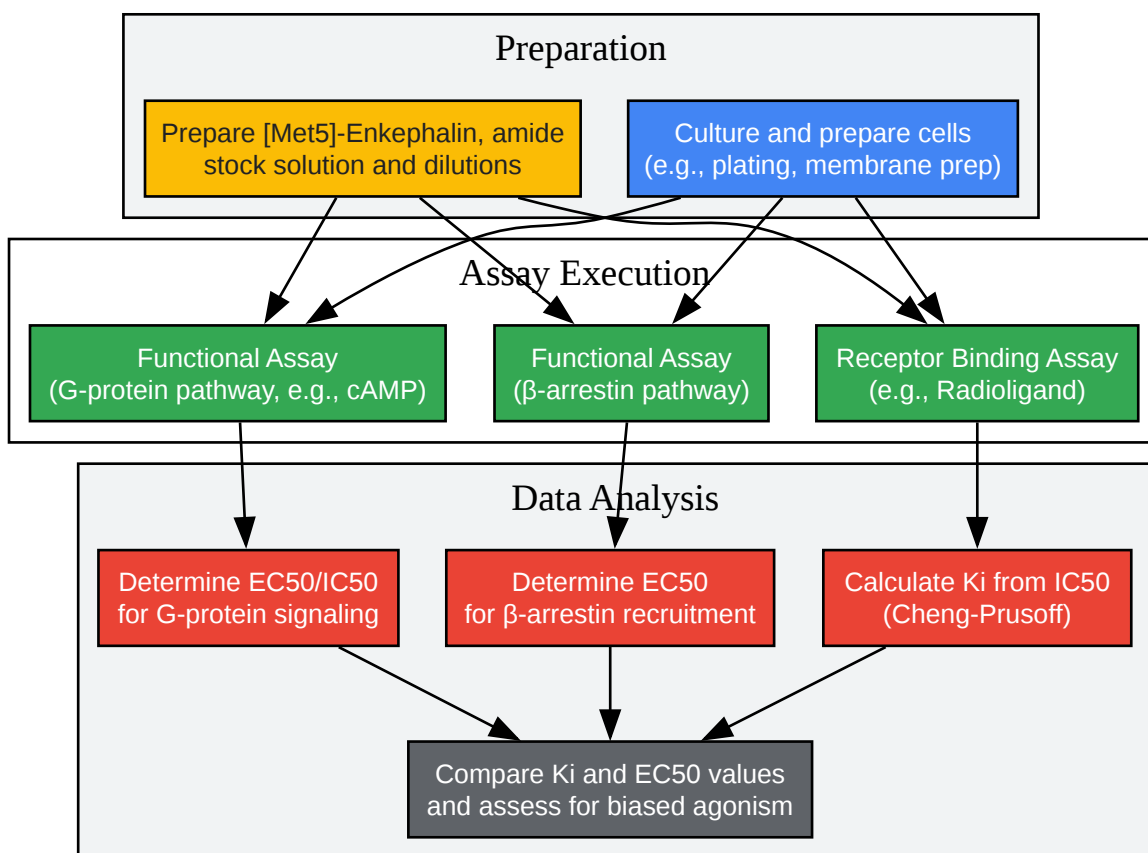 Preparation
Prepare [Met5]-Enkephalin, amide
stock solution and dilutions
Culture and prepare cells
(e.g., plating, membrane prep)
Assay Execution
Functional Assay
(G-protein pathway, e.g., cAMP)
Functional Assay
(β-arrestin pathway)
Receptor Binding Assay
(e.g., Radioligand)
Data Analysis
Determine EC50/IC50
for G-protein signaling
Determine EC50
for β-arrestin recruitment
Calculate Ki from IC50
(Cheng-Prusoff)
Compare Ki and EC50 values
and assess for biased agonism